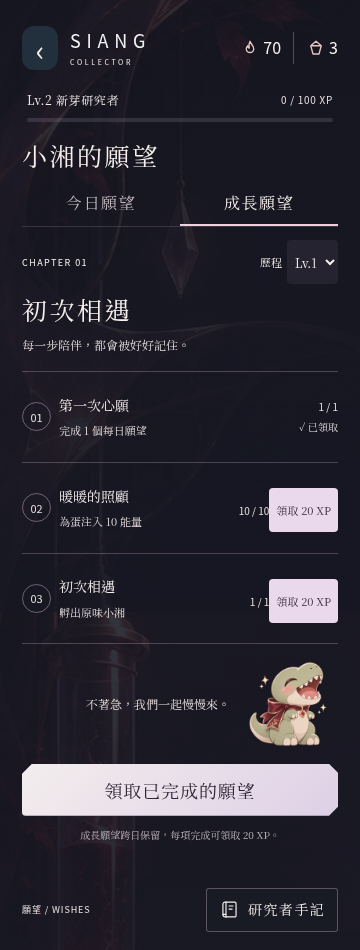 SIANG
COLLECTOR
70
3
Lv.2 新芽研究者
0 / 100 XP
小湘的願望
今日願望
成長願望
CHAPTER 01
歷程
Lv.1
初次相遇
每一步陪伴，都會被好好記住。
01
第一次心願
完成 1 個每日願望
1 / 1
✓ 已領取
02
暖暖的照顧
為蛋注入 10 能量
10 / 10
領取 20 XP
03
初次相遇
孵出原味小湘
1 / 1
領取 20 XP
不著急，我們一起慢慢來。
領取已完成的願望
成長願望跨日保留，每項完成可領取 20 XP。
願望 / WISHES
研究者手記